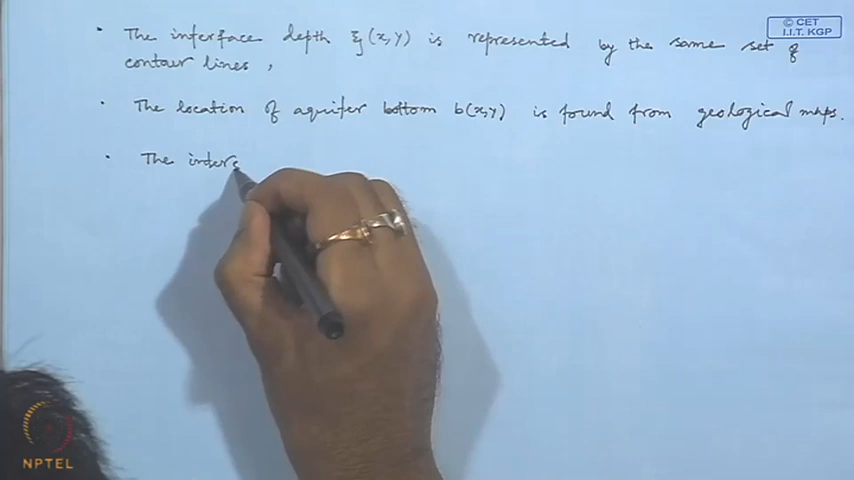 © CET
I.I.T. KGP
• The interface depth ξ(x,y) is represented by the same set of
contour lines,
• The location of aquifer bottom b(x,y) is found from geological maps.
• The inters
NPTEL